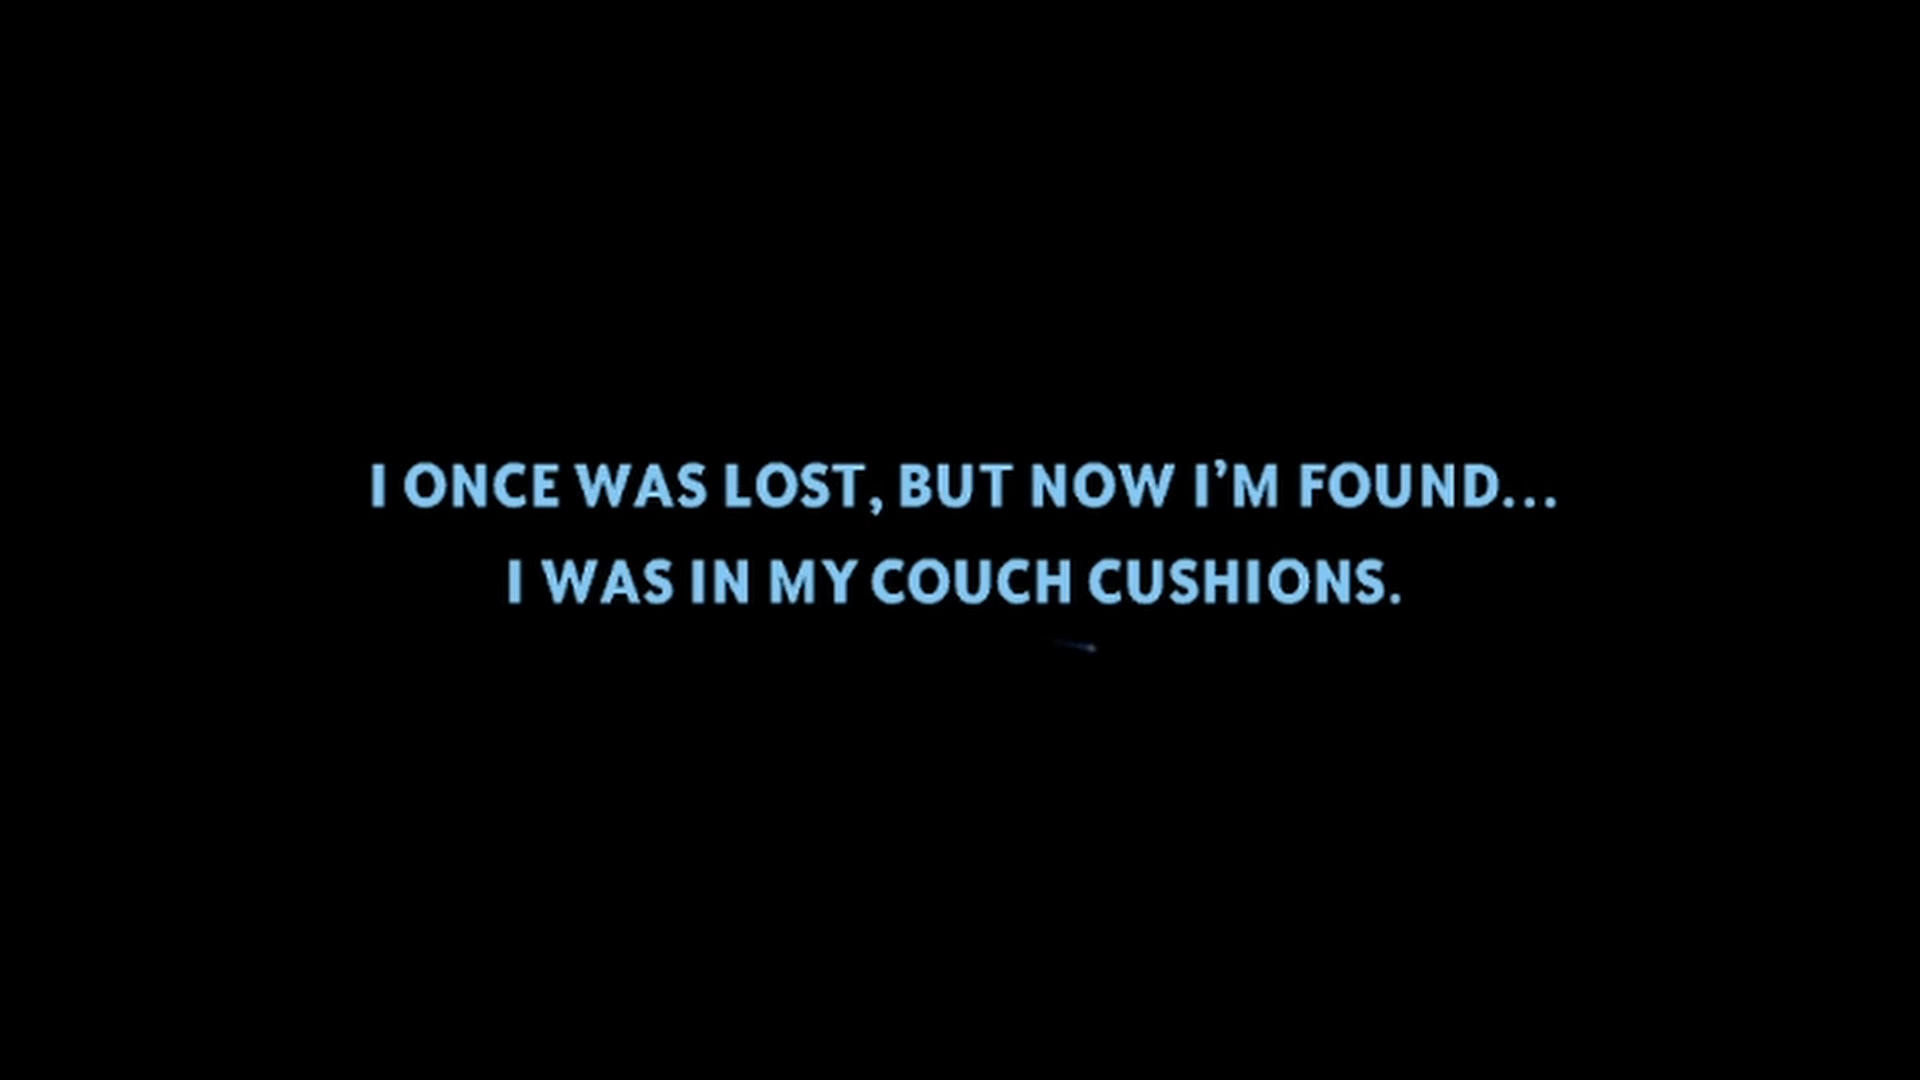 I ONCE WAS LOST, BUT NOW I’M FOUND...
I WAS IN MY COUCH CUSHIONS.